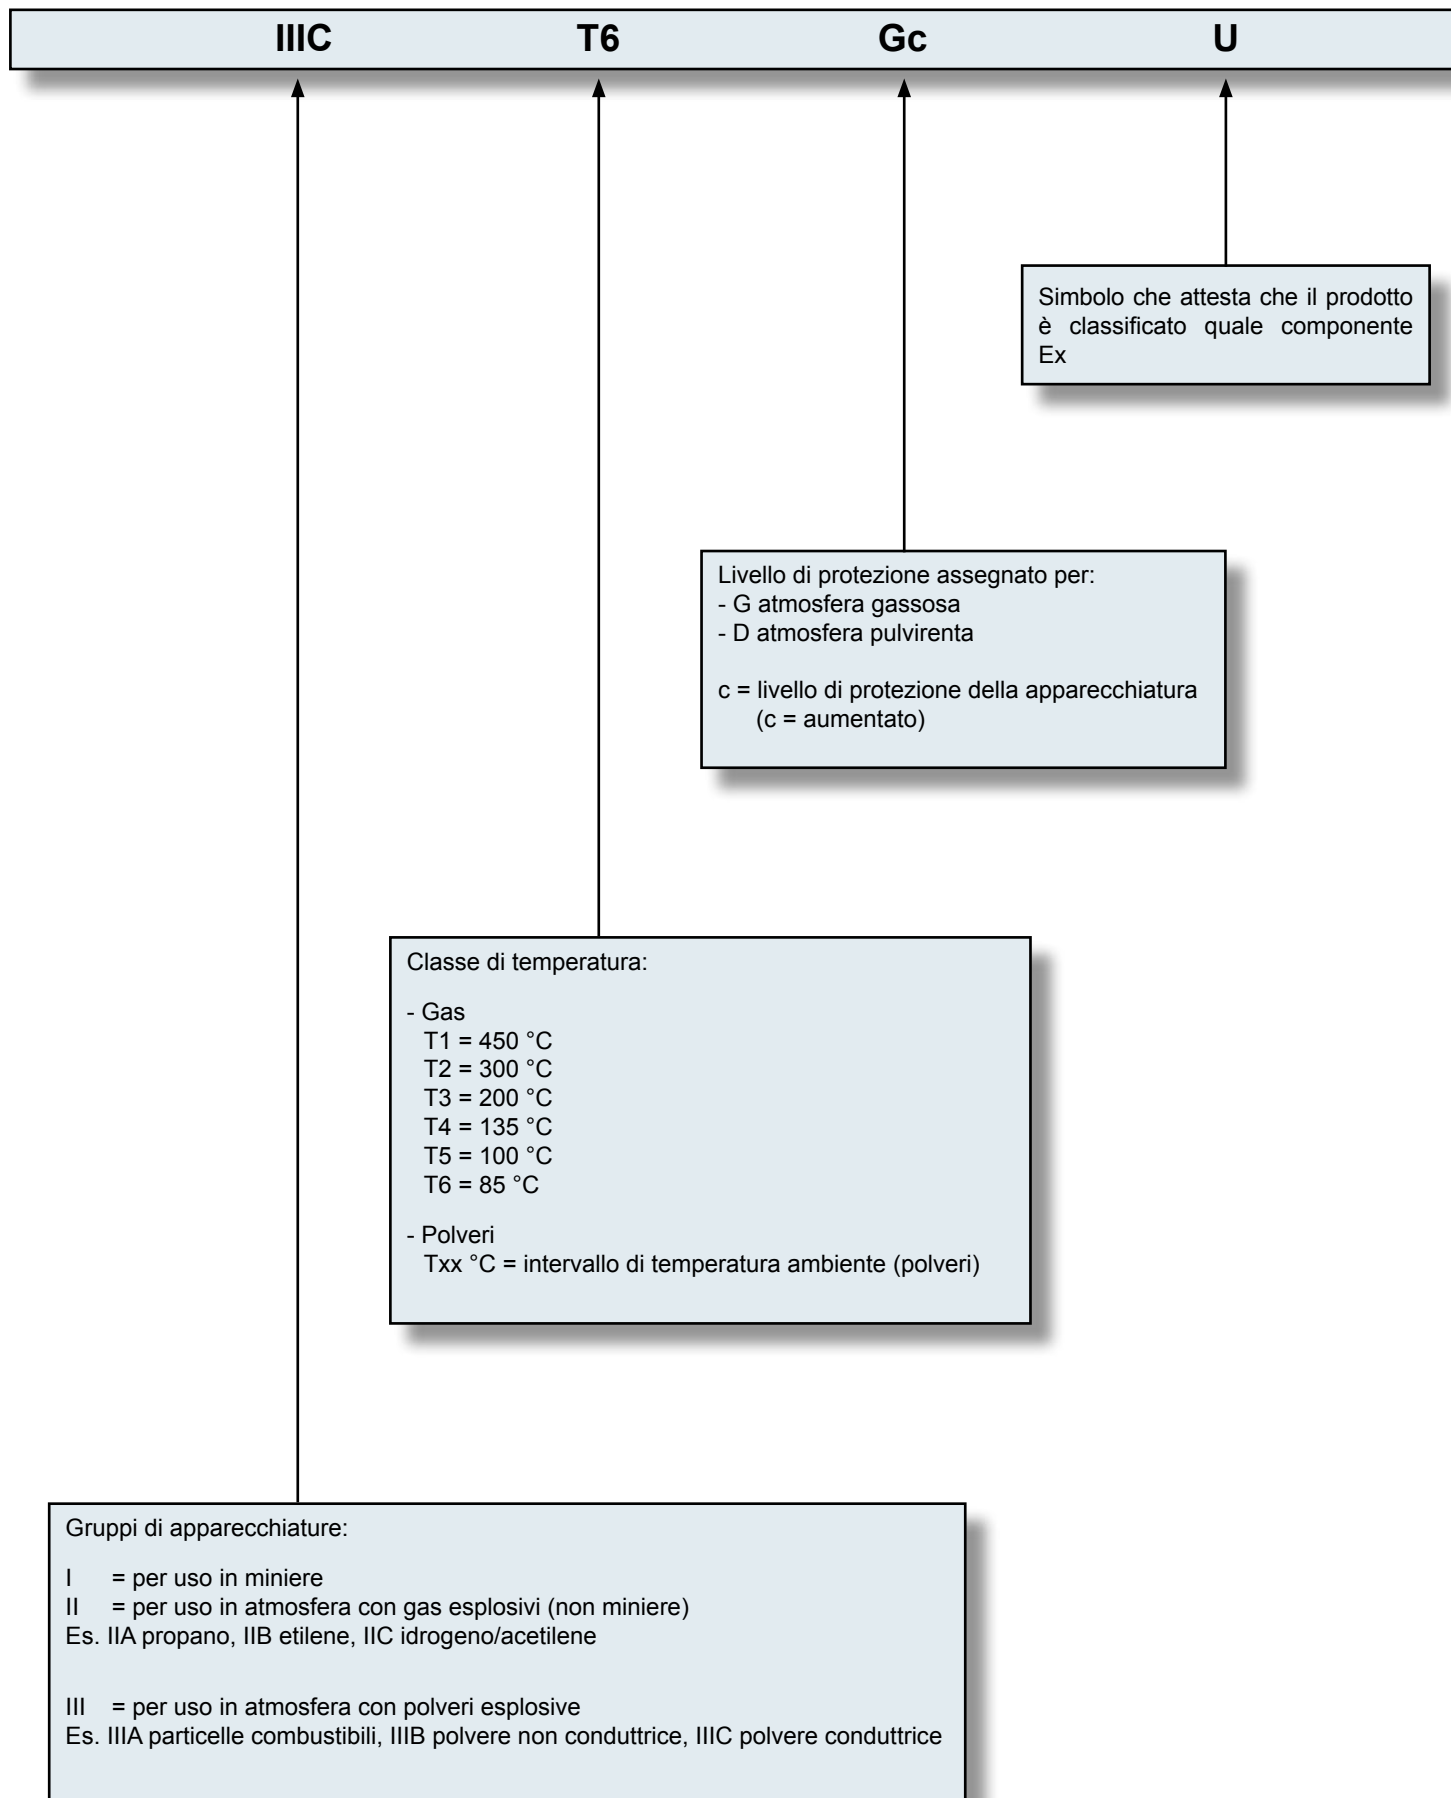 IIIC T6 Gc U
Simbolo che attesta che il prodotto
è classificato quale componente
Ex
Livello di protezione assegnato per:
- G atmosfera gassosa
- D atmosfera pulvirenta
c = livello di protezione della apparecchiatura
(c = aumentato)
Classe di temperatura:
- Gas
T1 = 450 °C
T2 = 300 °C
T3 = 200 °C
T4 = 135 °C
T5 = 100 °C
T6 = 85 °C
- Polveri
Txx °C = intervallo di temperatura ambiente (polveri)
Gruppi di apparecchiature:
I = per uso in miniere
II = per uso in atmosfera con gas esplosivi (non miniere)
Es. IIA propano, IIB etilene, IIC idrogeno/acetilene
III = per uso in atmosfera con polveri esplosive
Es. IIIA particelle combustibili, IIIB polvere non conduttrice, IIIC polvere conduttrice